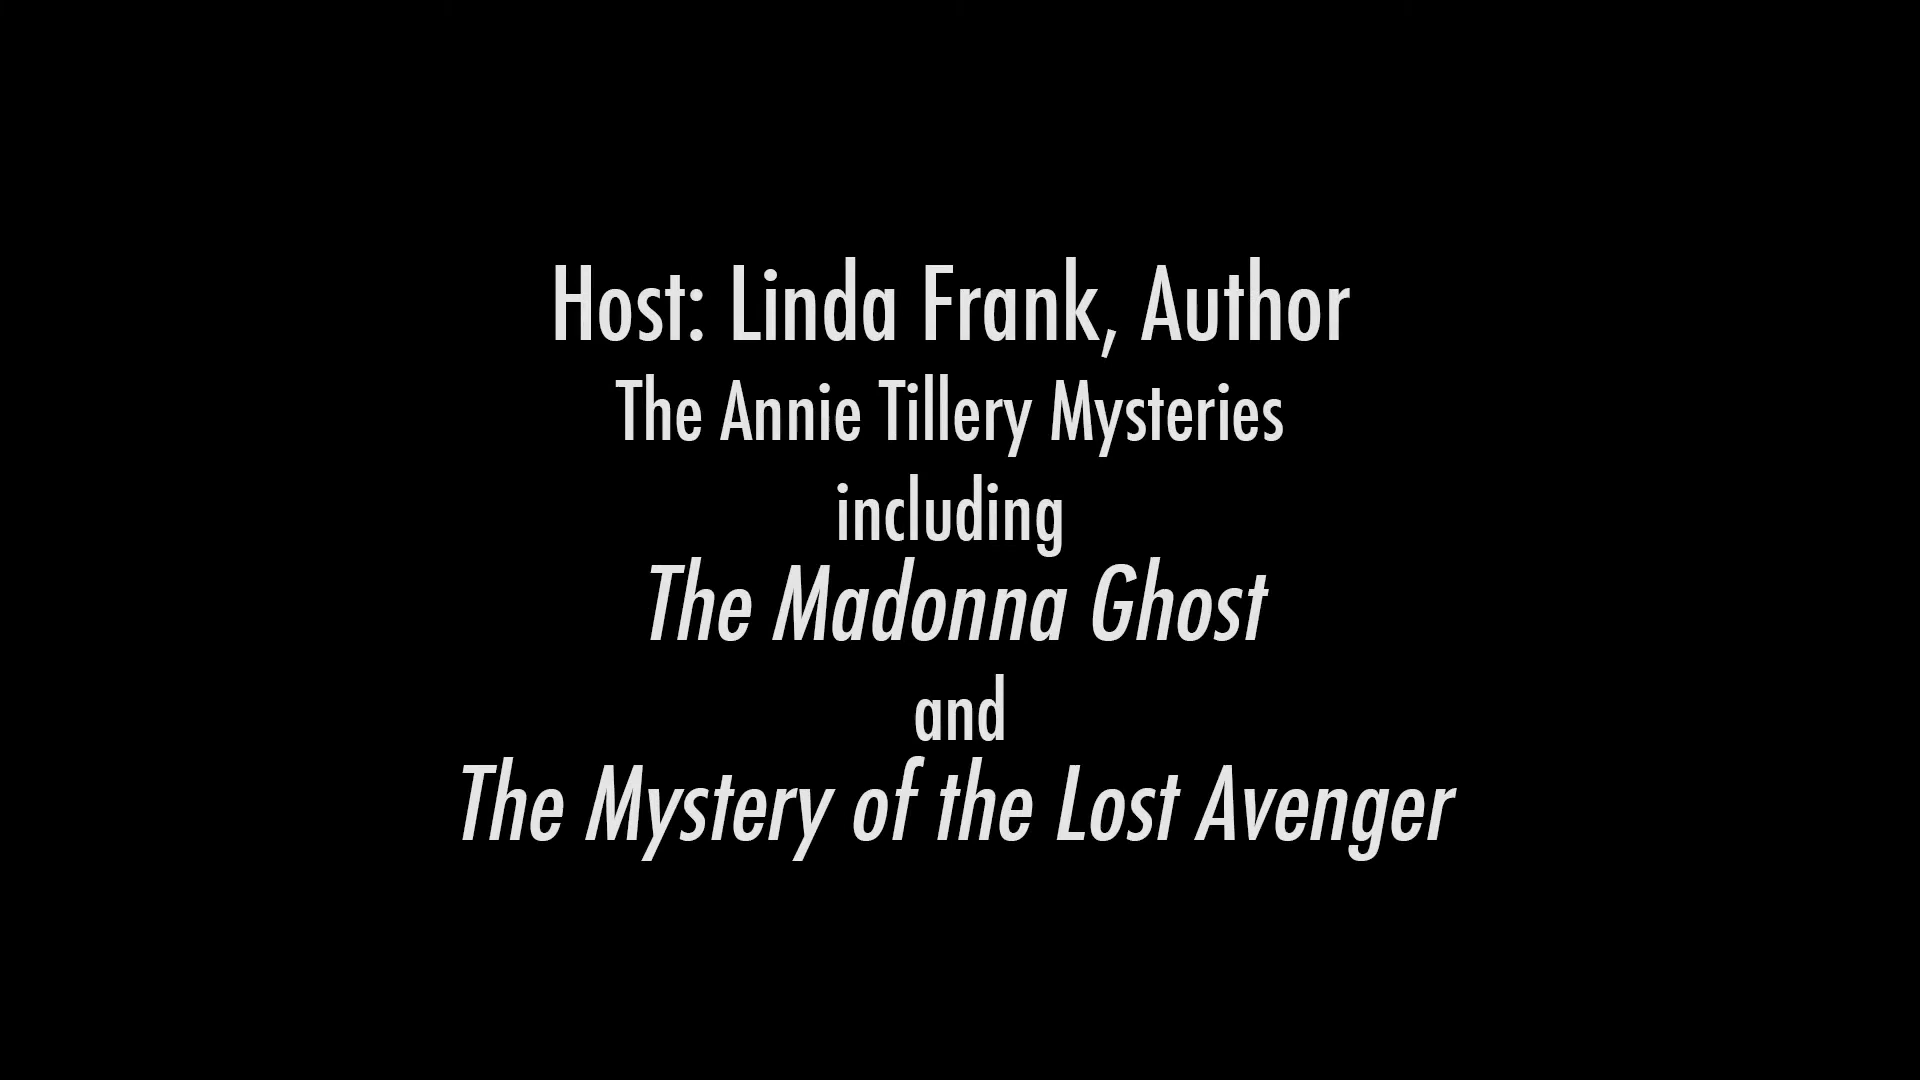 Host: Linda Frank, Author
The Annie Tillery Mysteries
including
The Madonna Ghost
and
The Mystery of the Lost Avenger